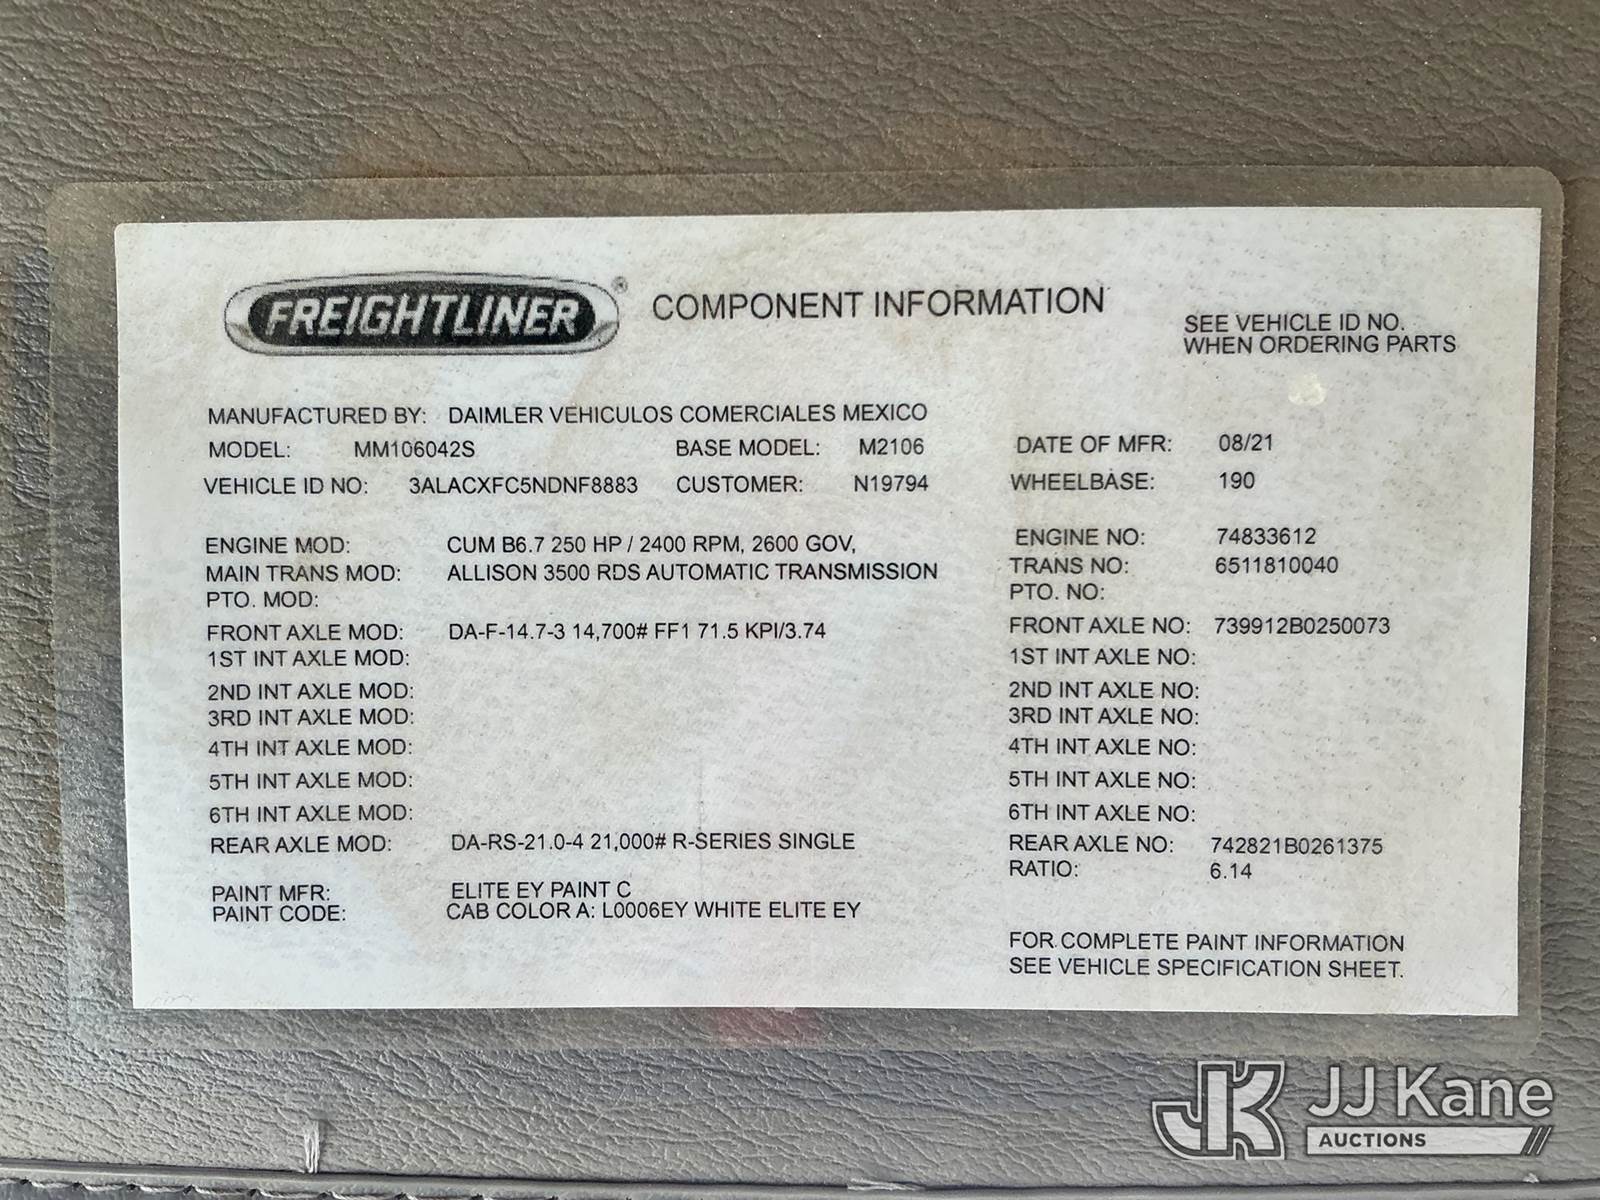 FREIGHTLINER® COMPONENT INFORMATION
SEE VEHICLE ID NO.
WHEN ORDERING PARTS
MANUFACTURED BY: DAIMLER VEHICULOS COMERCIALES MEXICO
MODEL: MM106042S BASE MODEL: M2106 DATE OF MFR: 08/21
VEHICLE ID NO: 3ALACXFC5NDNF8883 CUSTOMER: N19794 WHEELBASE: 190
ENGINE MOD: CUM B6.7 250 HP / 2400 RPM, 2600 GOV, ENGINE NO: 74833612
MAIN TRANS MOD: ALLISON 3500 RDS AUTOMATIC TRANSMISSION TRANS NO: 6511810040
PTO. MOD: PTO. NO:
FRONT AXLE MOD: DA-F-14.7-3 14,700# FF1 71.5 KPI/3.74 FRONT AXLE NO: 739912B0250073
1ST INT AXLE MOD: 1ST INT AXLE NO:
2ND INT AXLE MOD: 2ND INT AXLE NO:
3RD INT AXLE MOD: 3RD INT AXLE NO:
4TH INT AXLE MOD: 4TH INT AXLE NO:
5TH INT AXLE MOD: 5TH INT AXLE NO:
6TH INT AXLE MOD: 6TH INT AXLE NO:
REAR AXLE MOD: DA-RS-21.0-4 21,000# R-SERIES SINGLE REAR AXLE NO: 742821B0261375
RATIO: 6.14
PAINT MFR: ELITE EY PAINT C
PAINT CODE: CAB COLOR A: L0006EY WHITE ELITE EY
FOR COMPLETE PAINT INFORMATION
SEE VEHICLE SPECIFICATION SHEET.
JK JJ Kane
AUCTIONS